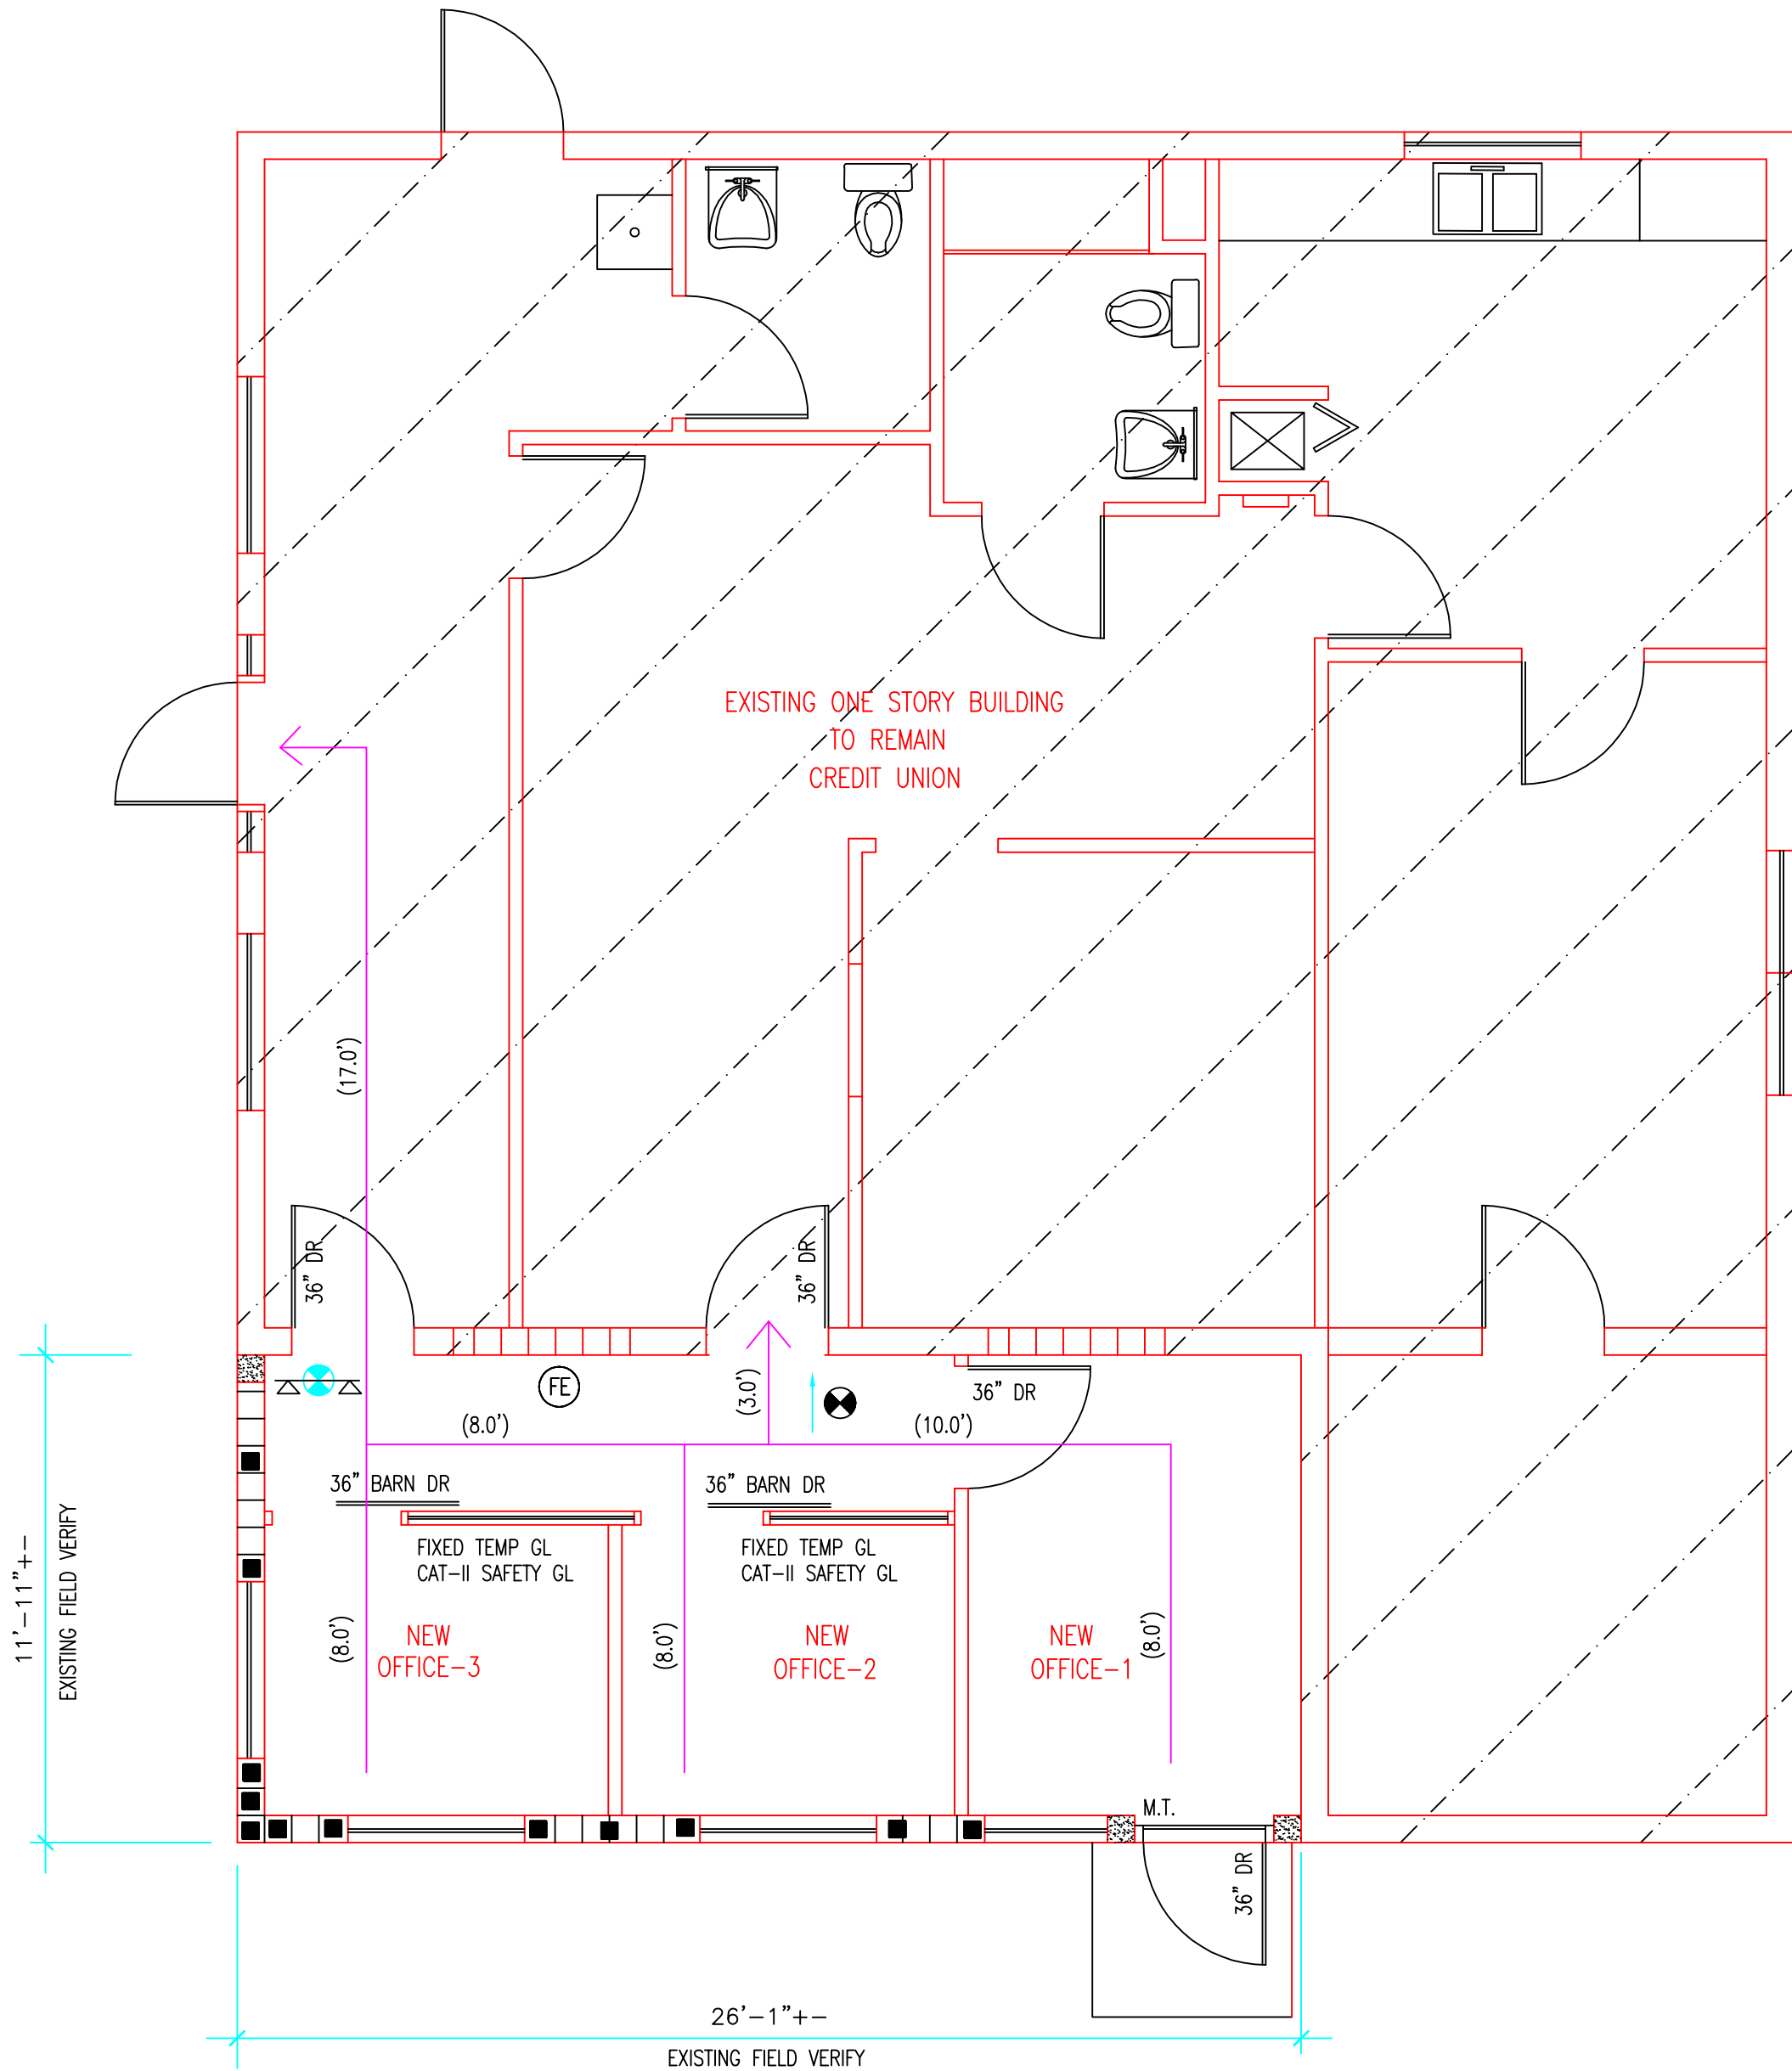 EXISTING ONE STORY BUILDING
TO REMAIN
CREDIT UNION
(17.0')
36" DR
36" DR
FE
(3.0')
36" DR
(8.0')
(10.0')
36" BARN DR
36" BARN DR
FIXED TEMP GL
CAT-II SAFETY GL
FIXED TEMP GL
CAT-II SAFETY GL
11'-11"+-
EXISTING FIELD VERIFY
(8.0')
NEW
OFFICE-3
(8.0')
NEW
OFFICE-2
NEW
OFFICE-1
(8.0')
M.T.
36" DR
26'-1"+-
EXISTING FIELD VERIFY